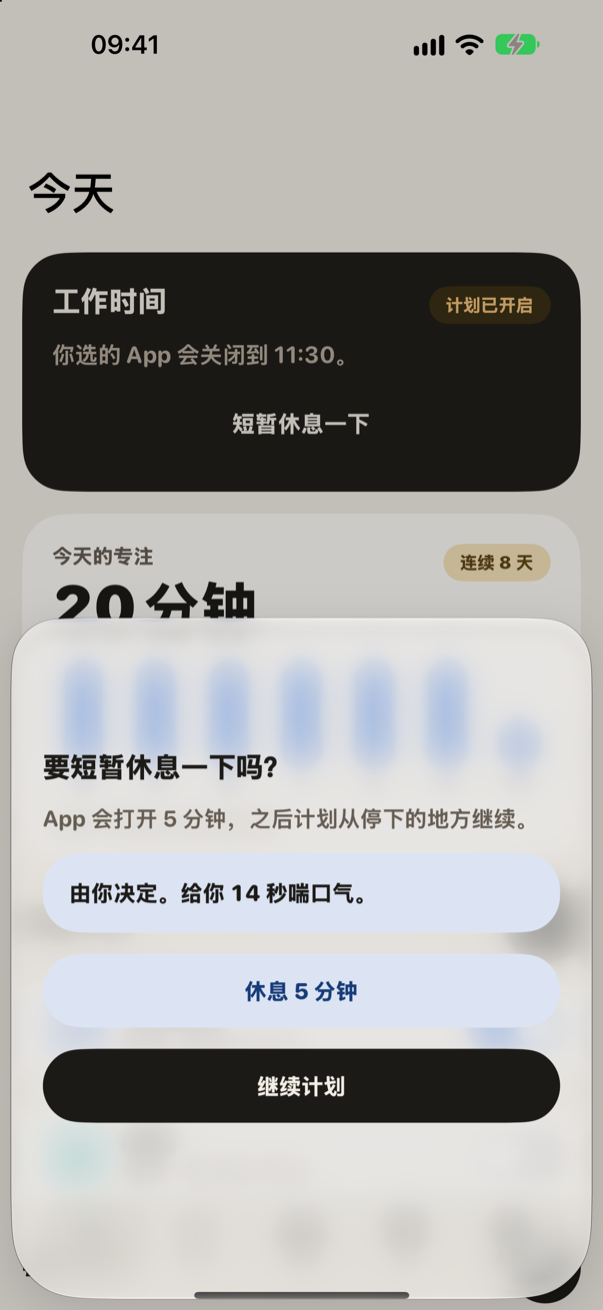 09:41
今天
工作时间
计划已开启
你选的 App 会关闭到 11:30。
短暂休息一下
今天的专注
连续 8 天
20 分钟
要短暂休息一下吗?
App 会打开 5 分钟，之后计划从停下的地方继续。
由你决定。给你 14 秒喘口气。
休息 5 分钟
继续计划